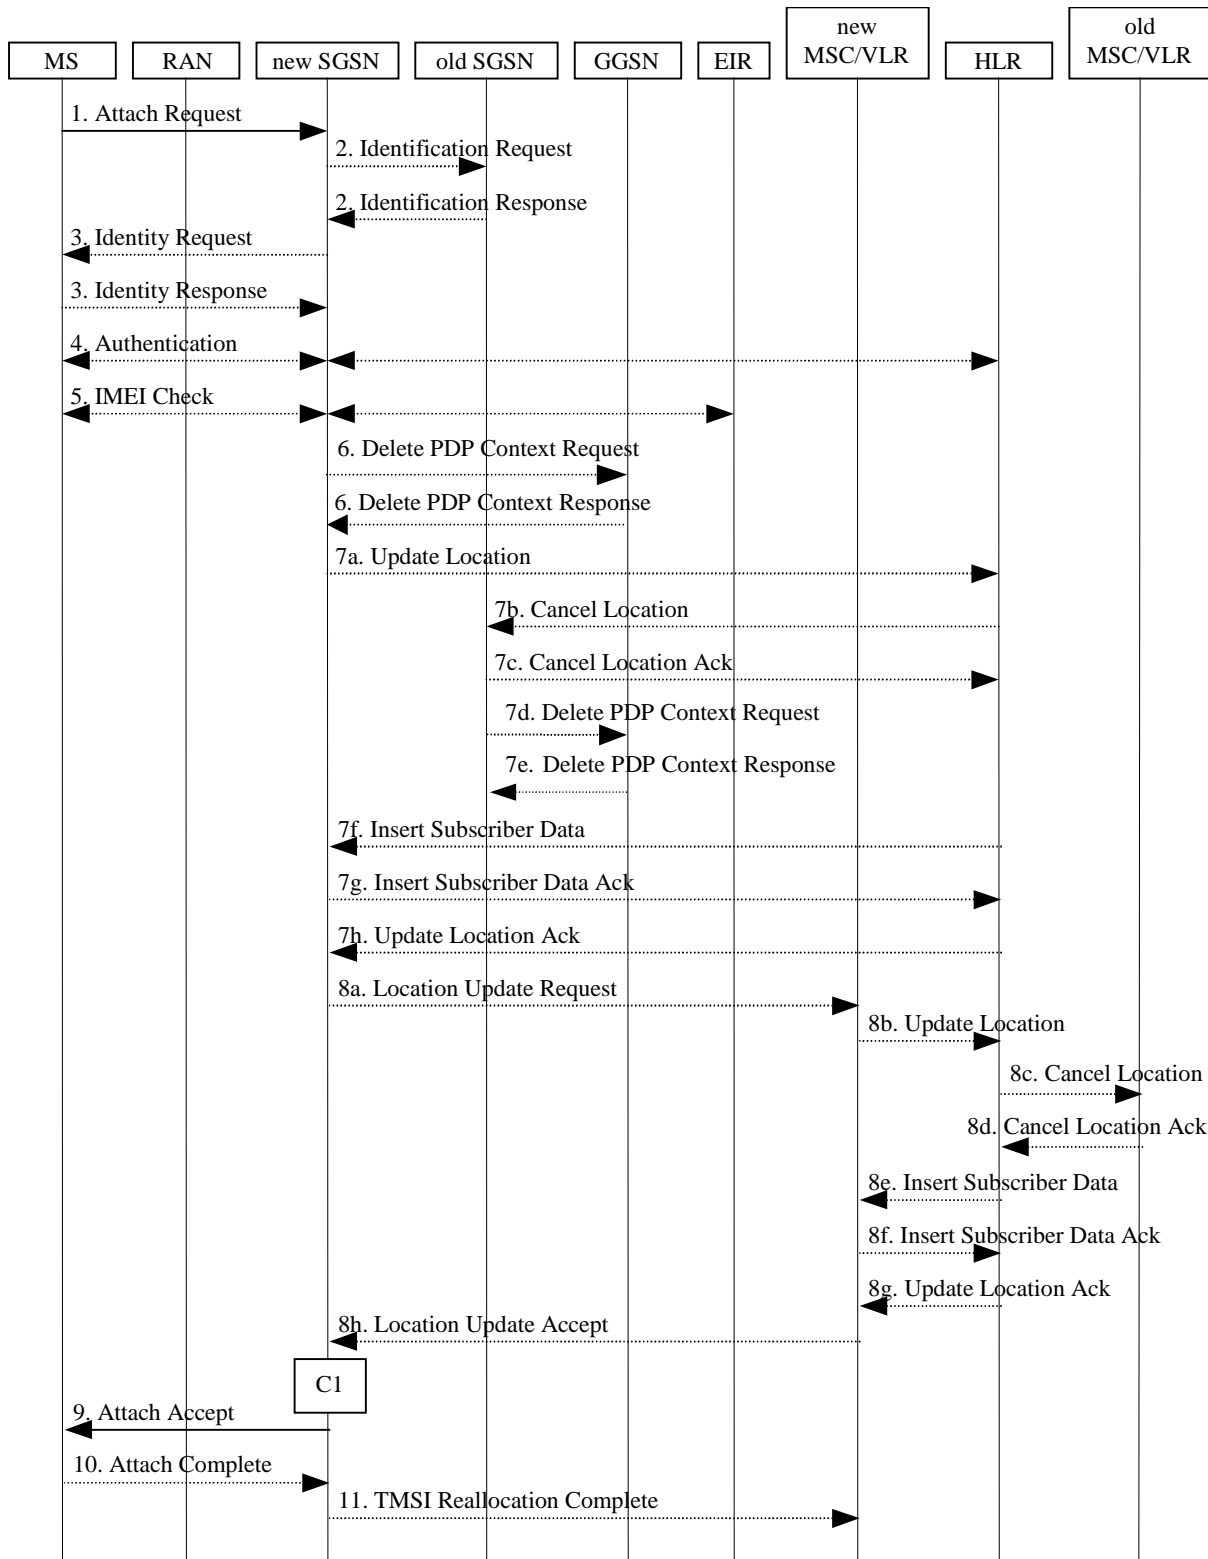 new
old
MS
RAN
new SGSN
old SGSN
GGSN
EIR
MSC/VLR
HLR
MSC/VLR
1. Attach Request
2. Identification Request
2. Identification Response
3. Identity Request
3. Identity Response
4. Authentication
5. IMEI Check
6. Delete PDP Context Request
6. Delete PDP Context Response
7a. Update Location
7b. Cancel Location
7c. Cancel Location Ack
7d. Delete PDP Context Request
7e. Delete PDP Context Response
7f. Insert Subscriber Data
7g. Insert Subscriber Data Ack
7h. Update Location Ack
8a. Location Update Request
8b. Update Location
8c. Cancel Location
8d. Cancel Location Ack
8e. Insert Subscriber Data
8f. Insert Subscriber Data Ack
8g. Update Location Ack
8h. Location Update Accept
C1
9. Attach Accept
10. Attach Complete
11. TMSI Reallocation Complete